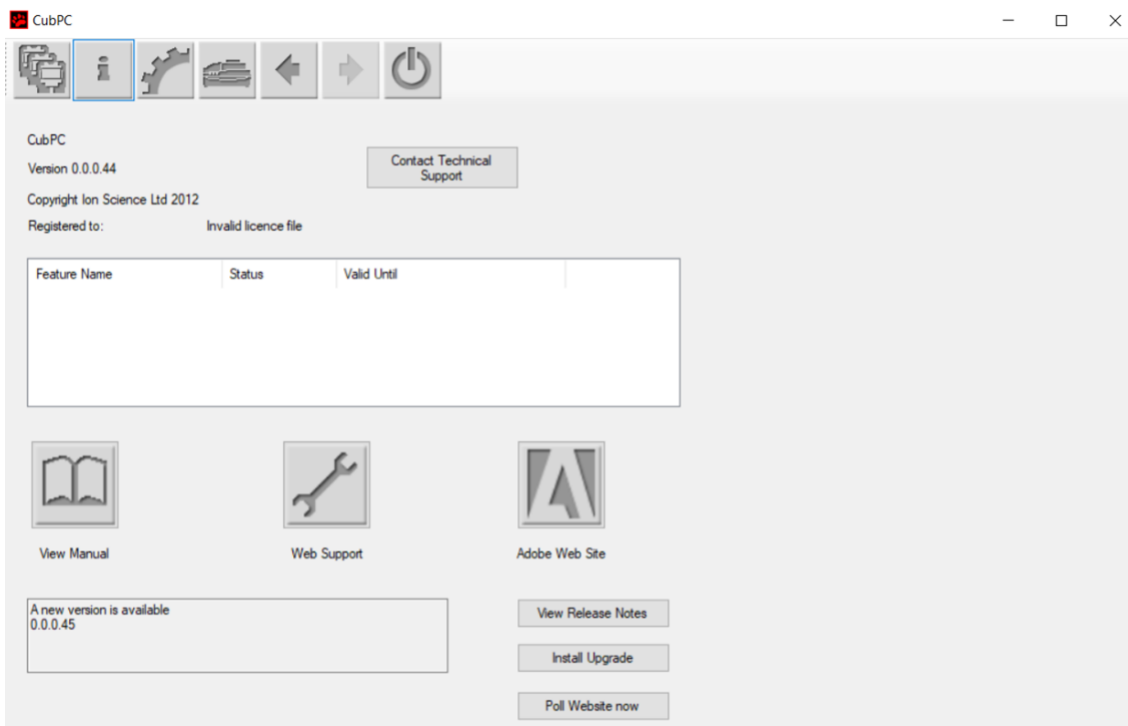 CubPC
CubPC
Version 0.0.0.44
Contact Technical
Support
Copyright Ion Science Ltd 2012
Registered to: Invalid licence file
Feature Name Status Valid Until
View Manual Web Support Adobe Web Site
A new version is available
0.0.0.45
View Release Notes
Install Upgrade
Poll Website now